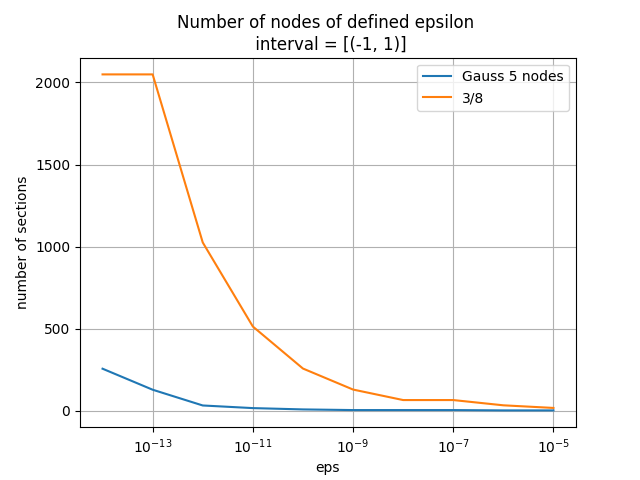 Number of nodes of defined epsilon
interval = [(-1, 1)]
Gauss 5 nodes
3/8
number of sections
2000
1500
1000
500
0
10⁻¹³ 10⁻¹¹ 10⁻⁹ 10⁻⁷ 10⁻⁵
eps